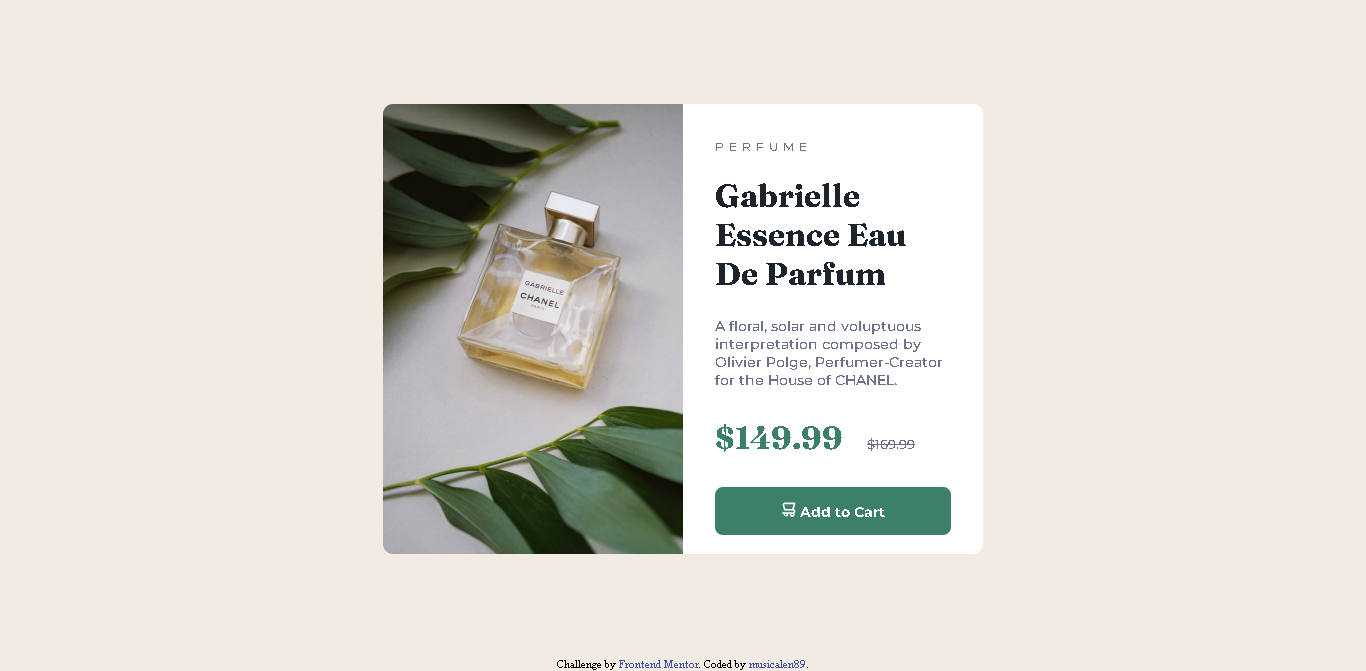 GABRIELLE
CHANEL
PARIS
PERFUME
Gabrielle
Essence Eau
De Parfum
A floral, solar and voluptuous
interpretation composed by
Olivier Polge, Perfumer-Creator
for the House of CHANEL.
$149.99 $169.99
Add to Cart
Challenge by Frontend Mentor. Coded by musicalen89.